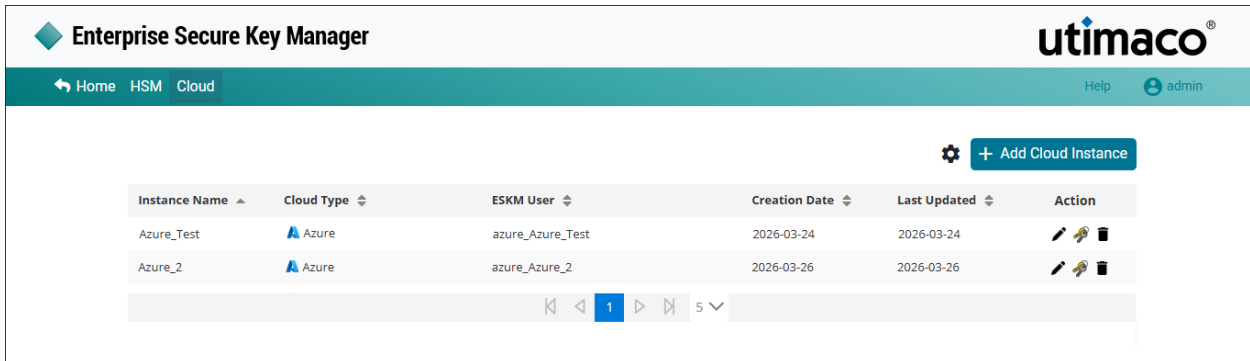 Enterprise Secure Key Manager
utimaco®
Home HSM Cloud Help admin
+ Add Cloud Instance
Instance Name Cloud Type ESKM User Creation Date Last Updated Action
Azure_Test Azure azure_Azure_Test 2026-03-24 2026-03-24
Azure_2 Azure azure_Azure_2 2026-03-26 2026-03-26
1 5